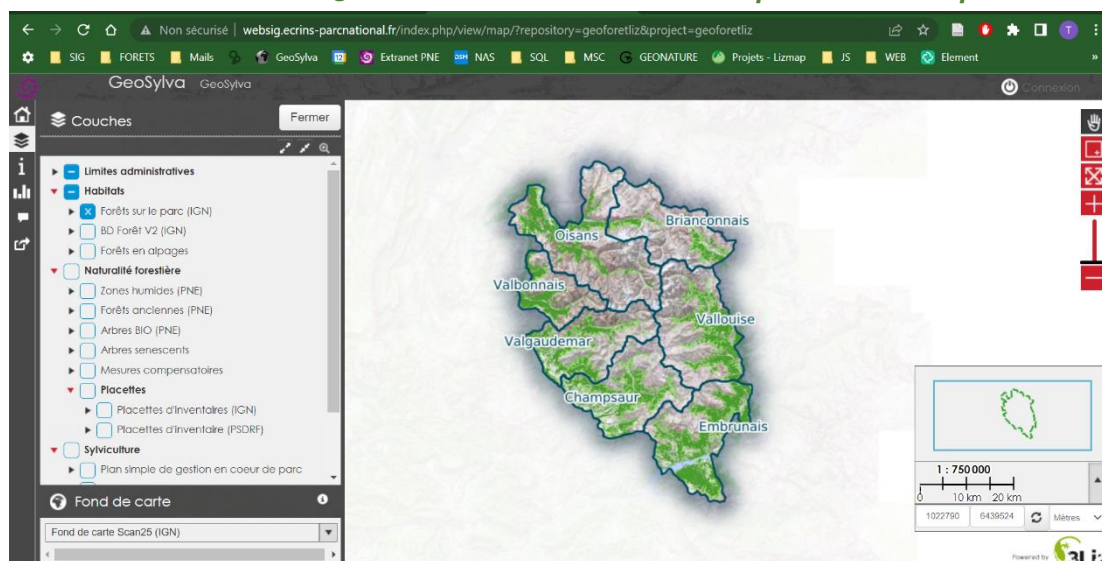 Non sécurisé | websig.ecrins-parcnational.fr/index.php/view/map/?repository=geoforetliz&project=geoforetliz
T
SIG FORETS Mails GeoSylva 12 Extranet PNE DSM NAS SQL MSC GEONATURE Projets - Lizmap JS WEB Element »
GeoSylva GeoSylva
Connexion
Couches
Fermer
Limites administratives
Habitats
Forêts sur le parc (IGN)
BD Forêt V2 (IGN)
Forêts en alpages
Naturalité forestière
Zones humides (PNE)
Forêts anciennes (PNE)
Arbres BIO (PNE)
Arbres senescents
Mesures compensatoires
Placettes
Placettes d'inventaires (IGN)
Placettes d'inventaire (PSDRF)
Sylviculture
Plan simple de gestion en coeur de parc
Fond de carte
Fond de carte Scan25 (IGN)
Briançonnais
Oisans
Valbonnais
Vallouise
Valgaudemar
Champsaur
Embrunais
1 : 750 000
0 10 km 20 km
1022790 6439524 Mètres
Powered by 3Liz